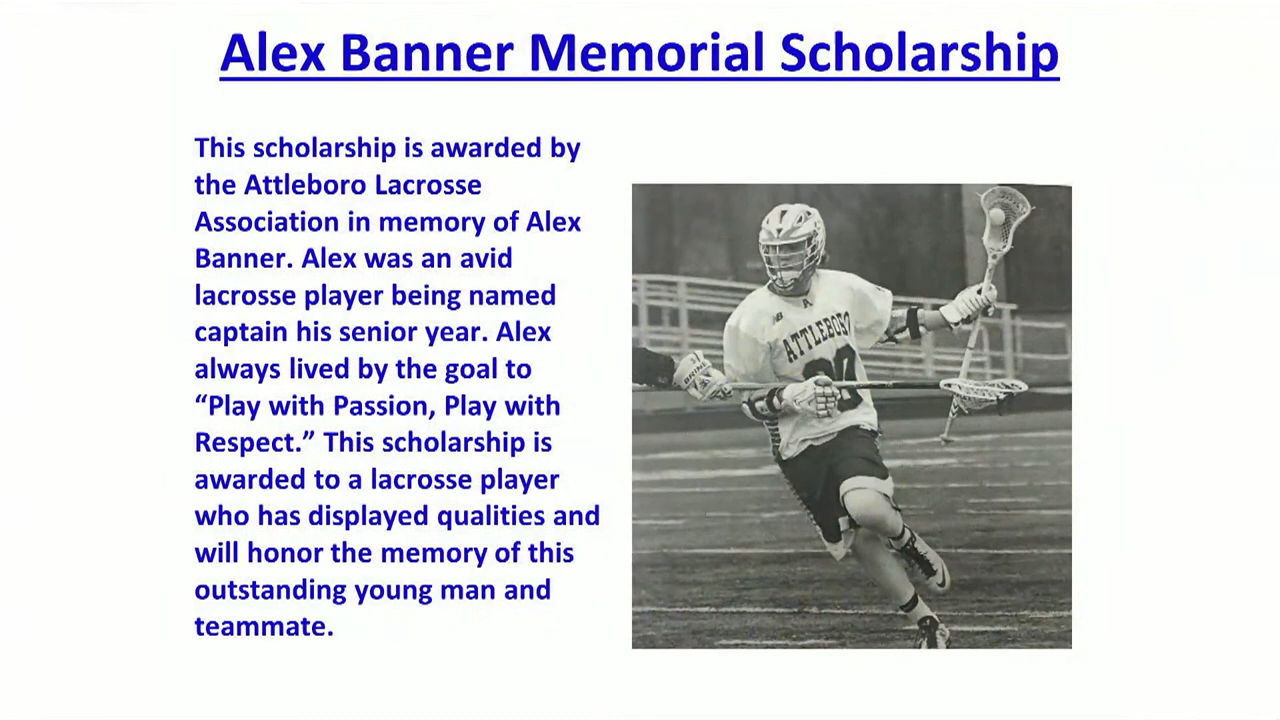 Alex Banner Memorial Scholarship
This scholarship is awarded by
the Attleboro Lacrosse
Association in memory of Alex
Banner. Alex was an avid
lacrosse player being named
captain his senior year. Alex
always lived by the goal to
“Play with Passion, Play with
Respect.” This scholarship is
awarded to a lacrosse player
who has displayed qualities and
will honor the memory of this
outstanding young man and
teammate.
A
NB
ATTLEBORO
BRINE